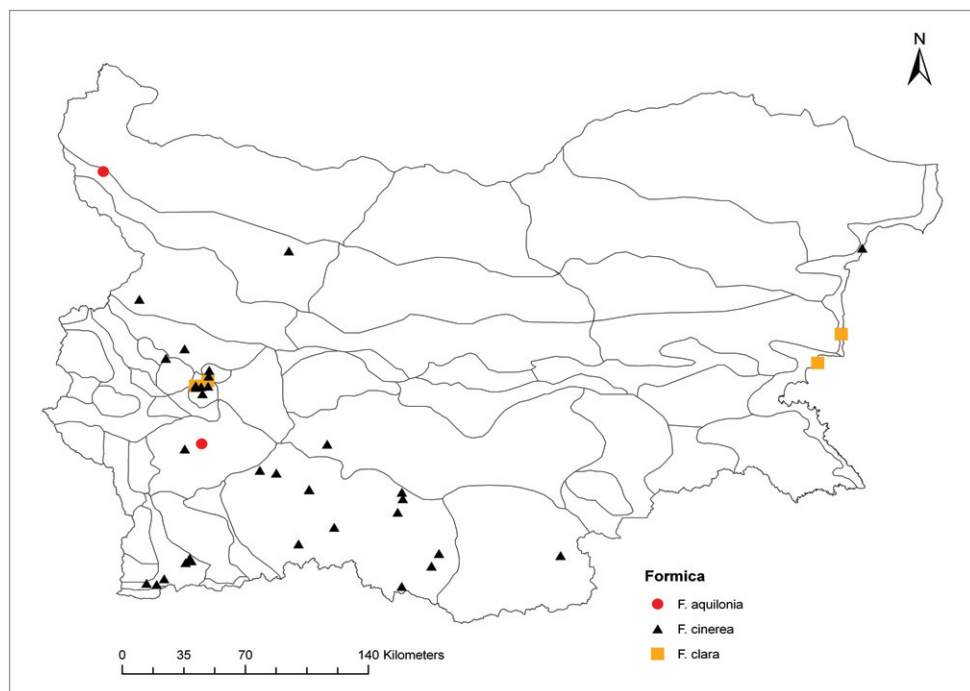 N
Formica
F. aquilonia
F. cinerea
F. clara
0 35 70 140 Kilometers